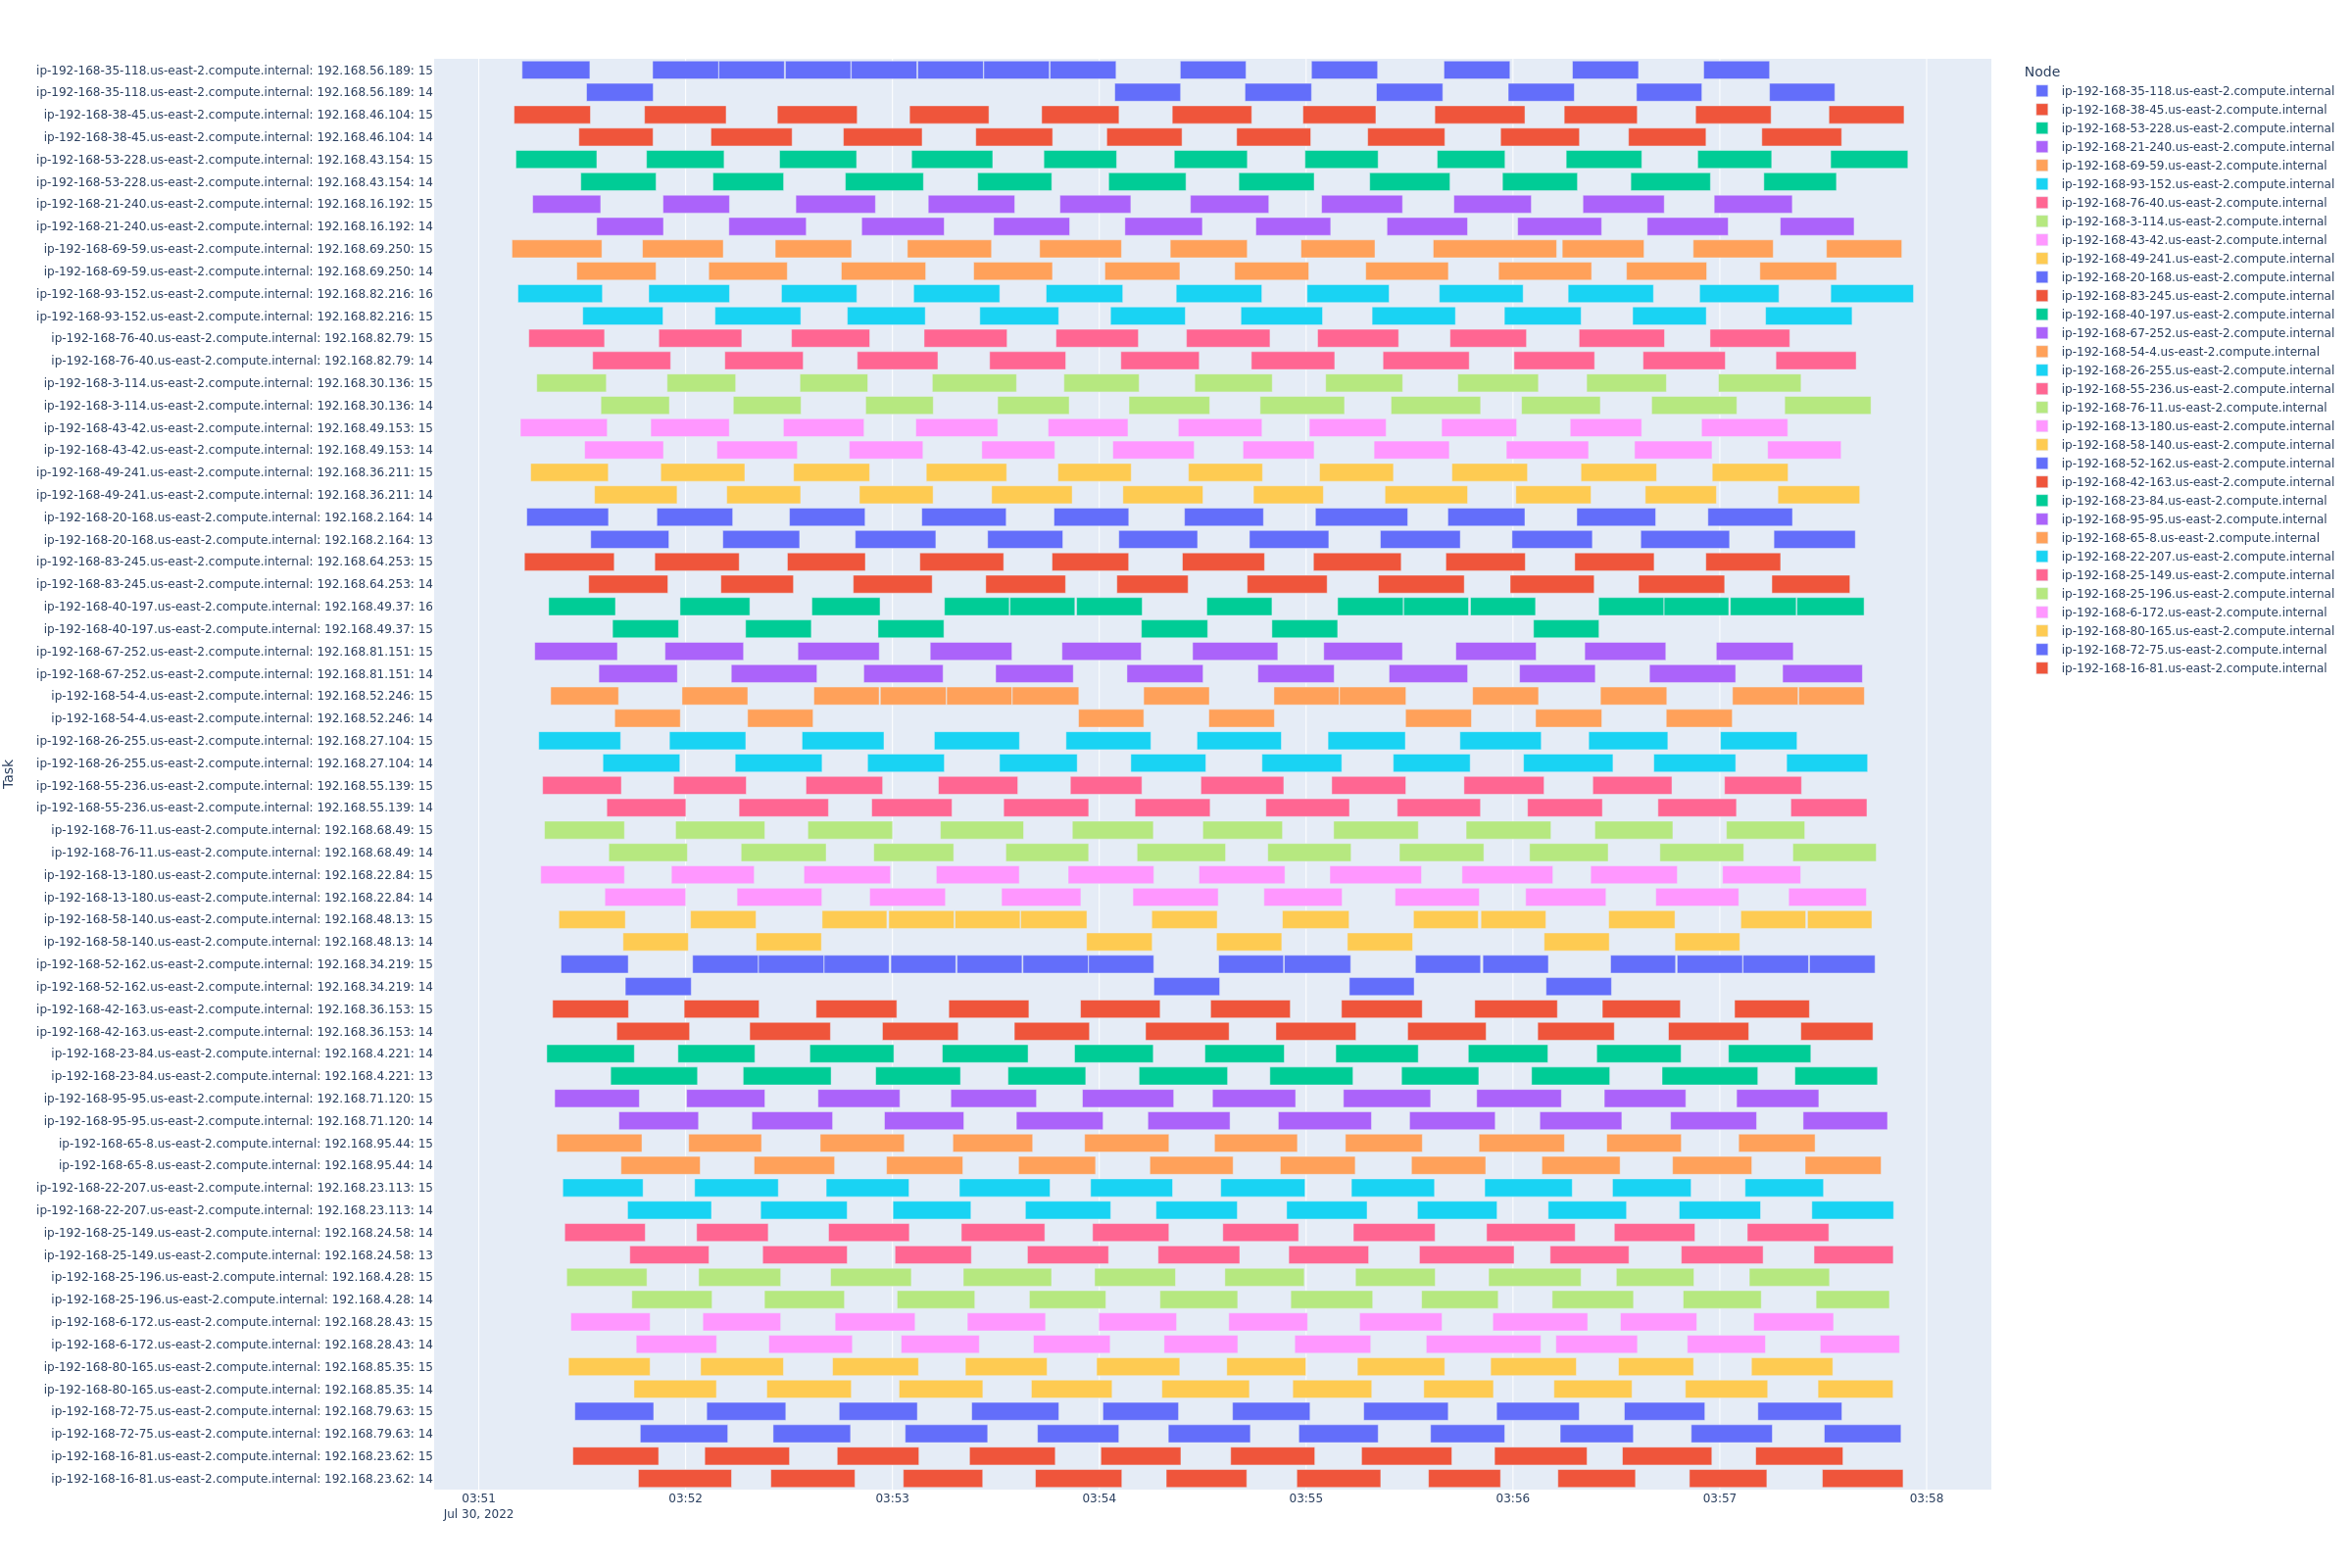 ip-192-168-35-118.us-east-2.compute.internal: 192.168.56.189: 15
ip-192-168-35-118.us-east-2.compute.internal: 192.168.56.189: 14
ip-192-168-38-45.us-east-2.compute.internal: 192.168.46.104: 15
ip-192-168-38-45.us-east-2.compute.internal: 192.168.46.104: 14
ip-192-168-53-228.us-east-2.compute.internal: 192.168.43.154: 15
ip-192-168-53-228.us-east-2.compute.internal: 192.168.43.154: 14
ip-192-168-21-240.us-east-2.compute.internal: 192.168.16.192: 15
ip-192-168-21-240.us-east-2.compute.internal: 192.168.16.192: 14
ip-192-168-69-59.us-east-2.compute.internal: 192.168.69.250: 15
ip-192-168-69-59.us-east-2.compute.internal: 192.168.69.250: 14
ip-192-168-93-152.us-east-2.compute.internal: 192.168.82.216: 16
ip-192-168-93-152.us-east-2.compute.internal: 192.168.82.216: 15
ip-192-168-76-40.us-east-2.compute.internal: 192.168.82.79: 15
ip-192-168-76-40.us-east-2.compute.internal: 192.168.82.79: 14
ip-192-168-3-114.us-east-2.compute.internal: 192.168.30.136: 15
ip-192-168-3-114.us-east-2.compute.internal: 192.168.30.136: 14
ip-192-168-43-42.us-east-2.compute.internal: 192.168.49.153: 15
ip-192-168-43-42.us-east-2.compute.internal: 192.168.49.153: 14
ip-192-168-49-241.us-east-2.compute.internal: 192.168.36.211: 15
ip-192-168-49-241.us-east-2.compute.internal: 192.168.36.211: 14
ip-192-168-20-168.us-east-2.compute.internal: 192.168.2.164: 14
ip-192-168-20-168.us-east-2.compute.internal: 192.168.2.164: 13
ip-192-168-83-245.us-east-2.compute.internal: 192.168.64.253: 15
ip-192-168-83-245.us-east-2.compute.internal: 192.168.64.253: 14
ip-192-168-40-197.us-east-2.compute.internal: 192.168.49.37: 16
ip-192-168-40-197.us-east-2.compute.internal: 192.168.49.37: 15
ip-192-168-67-252.us-east-2.compute.internal: 192.168.81.151: 15
ip-192-168-67-252.us-east-2.compute.internal: 192.168.81.151: 14
ip-192-168-54-4.us-east-2.compute.internal: 192.168.52.246: 15
ip-192-168-54-4.us-east-2.compute.internal: 192.168.52.246: 14
ip-192-168-26-255.us-east-2.compute.internal: 192.168.27.104: 15
ip-192-168-26-255.us-east-2.compute.internal: 192.168.27.104: 14
ip-192-168-55-236.us-east-2.compute.internal: 192.168.55.139: 15
ip-192-168-55-236.us-east-2.compute.internal: 192.168.55.139: 14
ip-192-168-76-11.us-east-2.compute.internal: 192.168.68.49: 15
ip-192-168-76-11.us-east-2.compute.internal: 192.168.68.49: 14
ip-192-168-13-180.us-east-2.compute.internal: 192.168.22.84: 15
ip-192-168-13-180.us-east-2.compute.internal: 192.168.22.84: 14
ip-192-168-58-140.us-east-2.compute.internal: 192.168.48.13: 15
ip-192-168-58-140.us-east-2.compute.internal: 192.168.48.13: 14
ip-192-168-52-162.us-east-2.compute.internal: 192.168.34.219: 15
ip-192-168-52-162.us-east-2.compute.internal: 192.168.34.219: 14
ip-192-168-42-163.us-east-2.compute.internal: 192.168.36.153: 15
ip-192-168-42-163.us-east-2.compute.internal: 192.168.36.153: 14
ip-192-168-23-84.us-east-2.compute.internal: 192.168.4.221: 14
ip-192-168-23-84.us-east-2.compute.internal: 192.168.4.221: 13
ip-192-168-95-95.us-east-2.compute.internal: 192.168.71.120: 15
ip-192-168-95-95.us-east-2.compute.internal: 192.168.71.120: 14
ip-192-168-65-8.us-east-2.compute.internal: 192.168.95.44: 15
ip-192-168-65-8.us-east-2.compute.internal: 192.168.95.44: 14
ip-192-168-22-207.us-east-2.compute.internal: 192.168.23.113: 15
ip-192-168-22-207.us-east-2.compute.internal: 192.168.23.113: 14
ip-192-168-25-149.us-east-2.compute.internal: 192.168.24.58: 14
ip-192-168-25-149.us-east-2.compute.internal: 192.168.24.58: 13
ip-192-168-25-196.us-east-2.compute.internal: 192.168.4.28: 15
ip-192-168-25-196.us-east-2.compute.internal: 192.168.4.28: 14
ip-192-168-6-172.us-east-2.compute.internal: 192.168.28.43: 15
ip-192-168-6-172.us-east-2.compute.internal: 192.168.28.43: 14
ip-192-168-80-165.us-east-2.compute.internal: 192.168.85.35: 15
ip-192-168-80-165.us-east-2.compute.internal: 192.168.85.35: 14
ip-192-168-72-75.us-east-2.compute.internal: 192.168.79.63: 15
ip-192-168-72-75.us-east-2.compute.internal: 192.168.79.63: 14
ip-192-168-16-81.us-east-2.compute.internal: 192.168.23.62: 15
ip-192-168-16-81.us-east-2.compute.internal: 192.168.23.62: 14
Task
03:51
Jul 30, 2022
03:52
03:53
03:54
03:55
03:56
03:57
03:58
Node
ip-192-168-35-118.us-east-2.compute.internal
ip-192-168-38-45.us-east-2.compute.internal
ip-192-168-53-228.us-east-2.compute.internal
ip-192-168-21-240.us-east-2.compute.internal
ip-192-168-69-59.us-east-2.compute.internal
ip-192-168-93-152.us-east-2.compute.internal
ip-192-168-76-40.us-east-2.compute.internal
ip-192-168-3-114.us-east-2.compute.internal
ip-192-168-43-42.us-east-2.compute.internal
ip-192-168-49-241.us-east-2.compute.internal
ip-192-168-20-168.us-east-2.compute.internal
ip-192-168-83-245.us-east-2.compute.internal
ip-192-168-40-197.us-east-2.compute.internal
ip-192-168-67-252.us-east-2.compute.internal
ip-192-168-54-4.us-east-2.compute.internal
ip-192-168-26-255.us-east-2.compute.internal
ip-192-168-55-236.us-east-2.compute.internal
ip-192-168-76-11.us-east-2.compute.internal
ip-192-168-13-180.us-east-2.compute.internal
ip-192-168-58-140.us-east-2.compute.internal
ip-192-168-52-162.us-east-2.compute.internal
ip-192-168-42-163.us-east-2.compute.internal
ip-192-168-23-84.us-east-2.compute.internal
ip-192-168-95-95.us-east-2.compute.internal
ip-192-168-65-8.us-east-2.compute.internal
ip-192-168-22-207.us-east-2.compute.internal
ip-192-168-25-149.us-east-2.compute.internal
ip-192-168-25-196.us-east-2.compute.internal
ip-192-168-6-172.us-east-2.compute.internal
ip-192-168-80-165.us-east-2.compute.internal
ip-192-168-72-75.us-east-2.compute.internal
ip-192-168-16-81.us-east-2.compute.internal